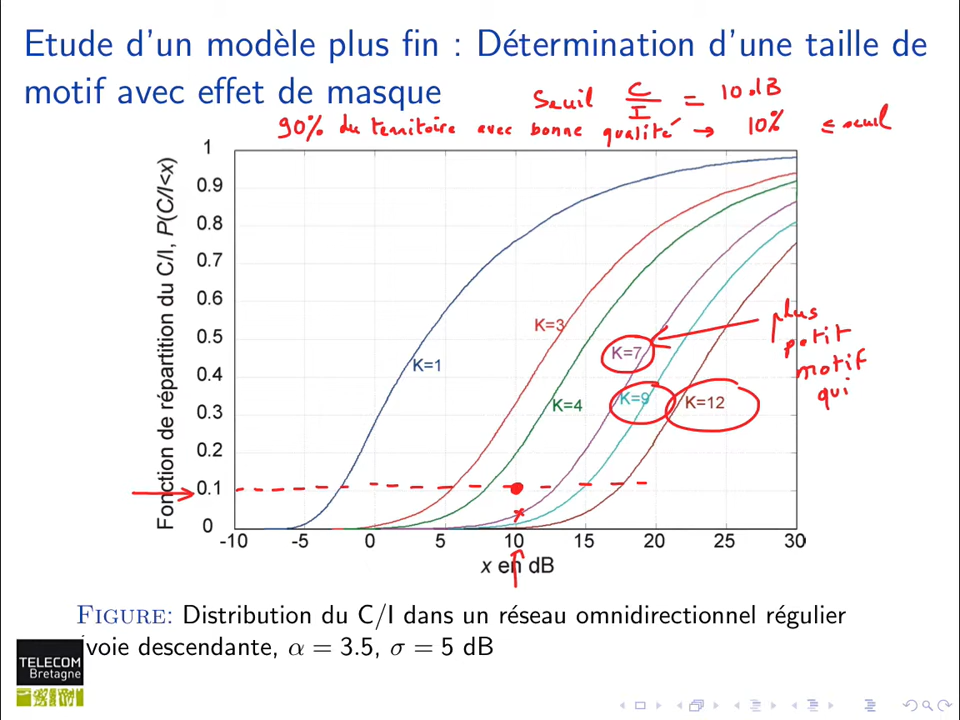 Etude d'un modèle plus fin : Détermination d'une taille de
motif avec effet de masque
Seuil C/I = 10 dB
90% du territoire avec bonne qualité → 10% ≤ seuil
Fonction de répartition du C/I, P(C/I<x)
1
0.9
0.8
0.7
0.6
0.5
0.4
0.3
0.2
0.1
0
K=1
K=3
K=4
K=7
K=9
K=12
plus
petit
motif
qui
-10 -5 0 5 10 15 20 25 30
x en dB
FIGURE: Distribution du C/I dans un réseau omnidirectionnel régulier
voie descendante, α = 3.5, σ = 5 dB
TELECOM
Bretagne